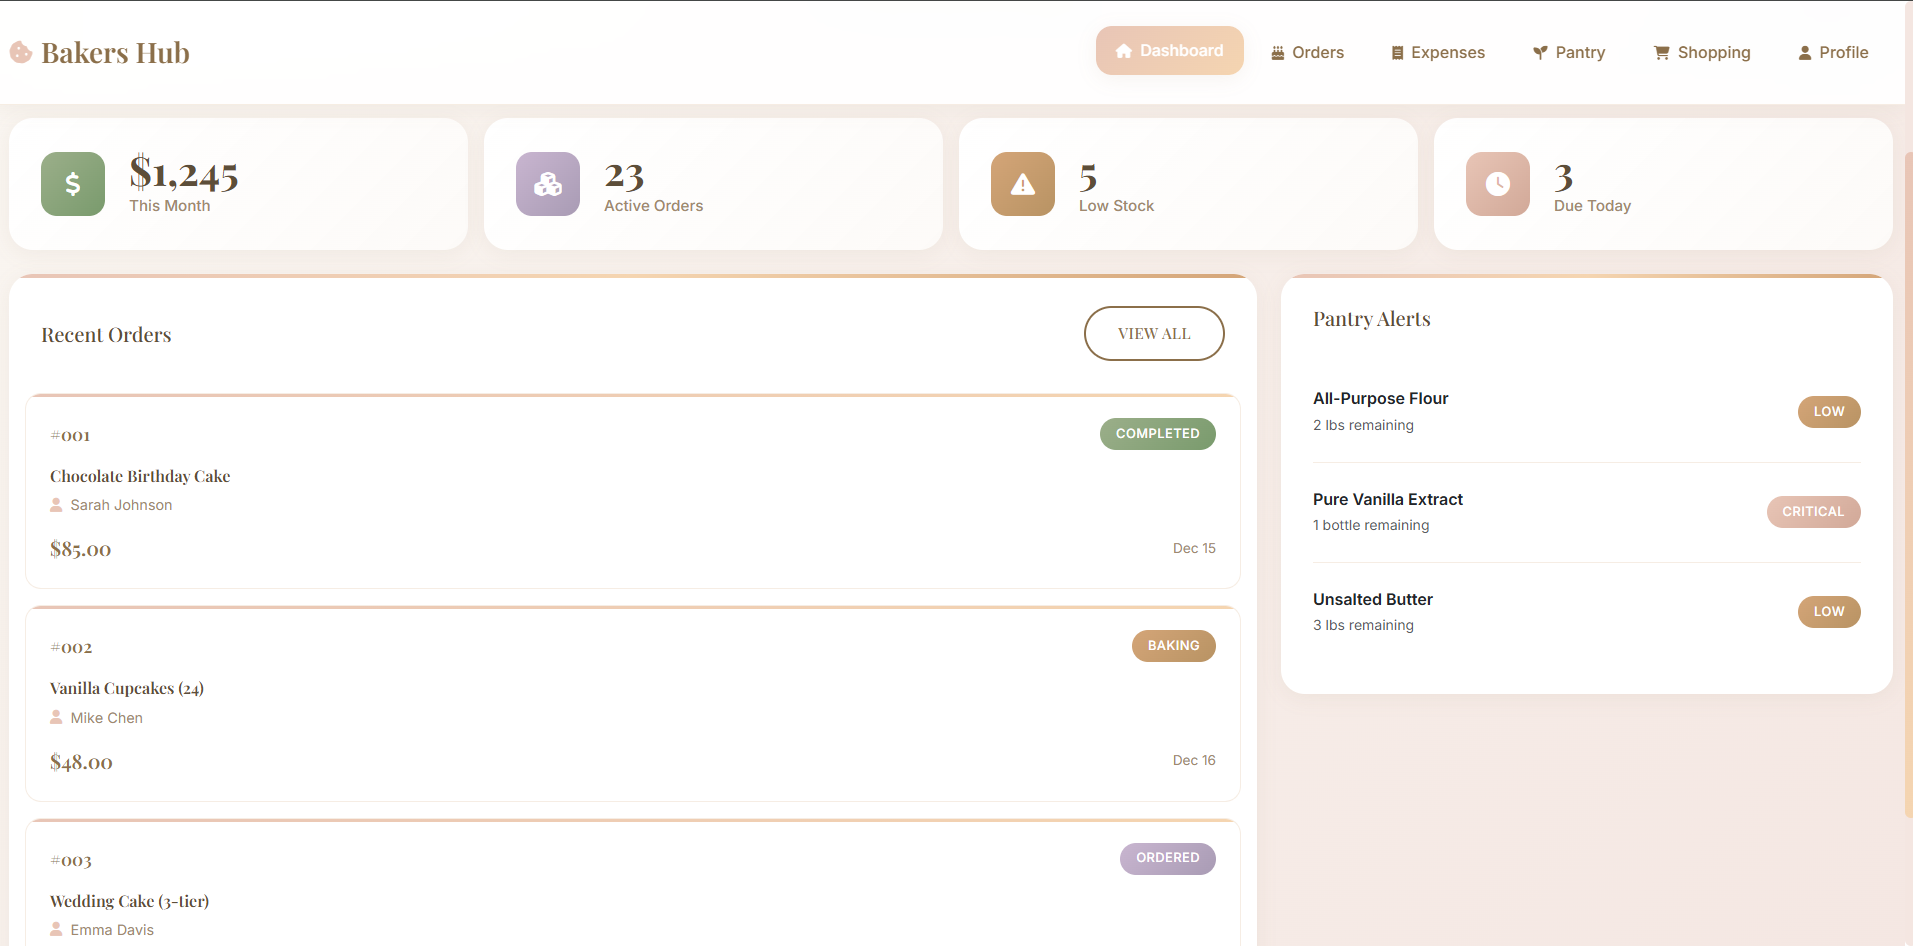 Bakers Hub
Dashboard
Orders
Expenses
Pantry
Shopping
Profile
$1,245
This Month
23
Active Orders
5
Low Stock
3
Due Today
Recent Orders
VIEW ALL
#001
COMPLETED
Chocolate Birthday Cake
Sarah Johnson
$85.00
Dec 15
#002
BAKING
Vanilla Cupcakes (24)
Mike Chen
$48.00
Dec 16
#003
ORDERED
Wedding Cake (3-tier)
Emma Davis
Pantry Alerts
All-Purpose Flour
2 lbs remaining
LOW
Pure Vanilla Extract
1 bottle remaining
CRITICAL
Unsalted Butter
3 lbs remaining
LOW